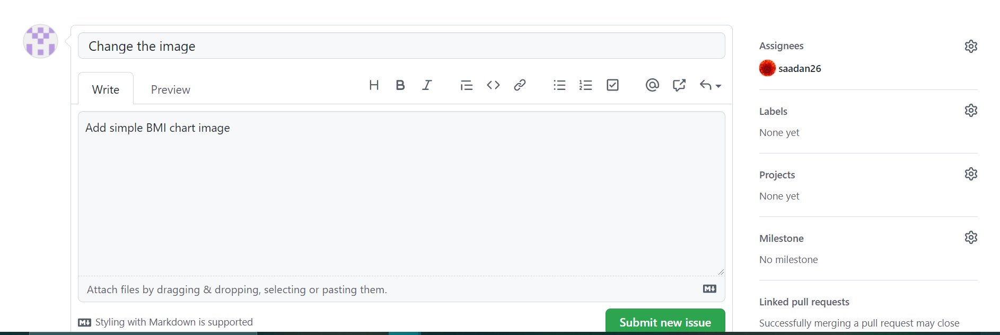 Change the image
Write
Preview
Add simple BMI chart image
Attach files by dragging & dropping, selecting or pasting them.
Styling with Markdown is supported
Submit new issue
Assignees
saadan26
Labels
None yet
Projects
None yet
Milestone
No milestone
Linked pull requests
Successfully merging a pull request may close